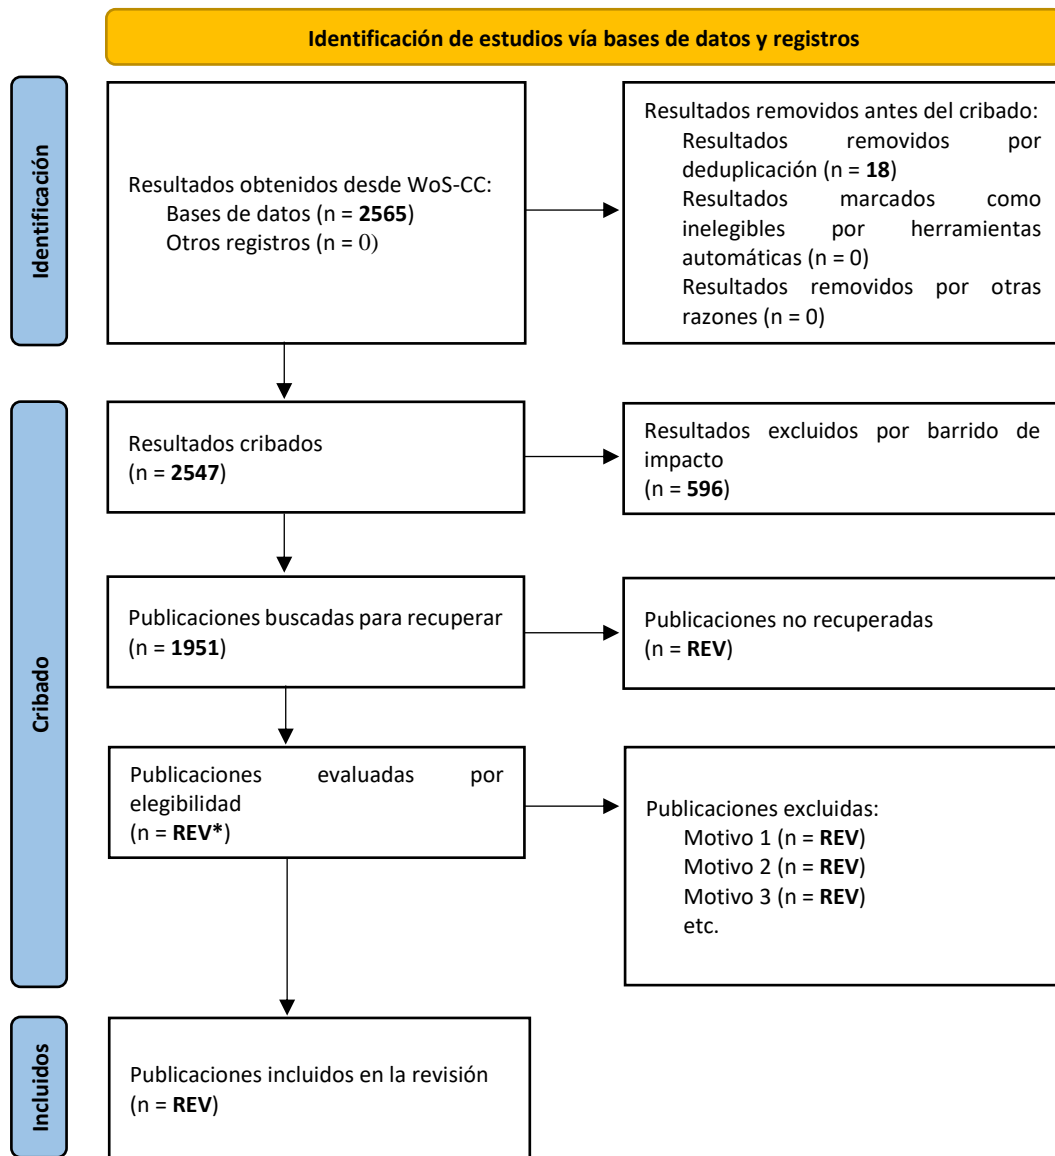 Identificación de estudios vía bases de datos y registros
Identificación
Resultados obtenidos desde WoS-CC:
Bases de datos (n = 2565)
Otros registros (n = 0)
Resultados removidos antes del cribado:
Resultados removidos por
deduplicación (n = 18)
Resultados marcados como
inelegibles por herramientas
automáticas (n = 0)
Resultados removidos por otras
razones (n = 0)
Cribado
Resultados cribados
(n = 2547)
Resultados excluidos por barrido de
impacto
(n = 596)
Publicaciones buscadas para recuperar
(n = 1951)
Publicaciones no recuperadas
(n = REV)
Publicaciones evaluadas por
elegibilidad
(n = REV*)
Publicaciones excluidas:
Motivo 1 (n = REV)
Motivo 2 (n = REV)
Motivo 3 (n = REV)
etc.
Incluidos
Publicaciones incluidos en la revisión
(n = REV)